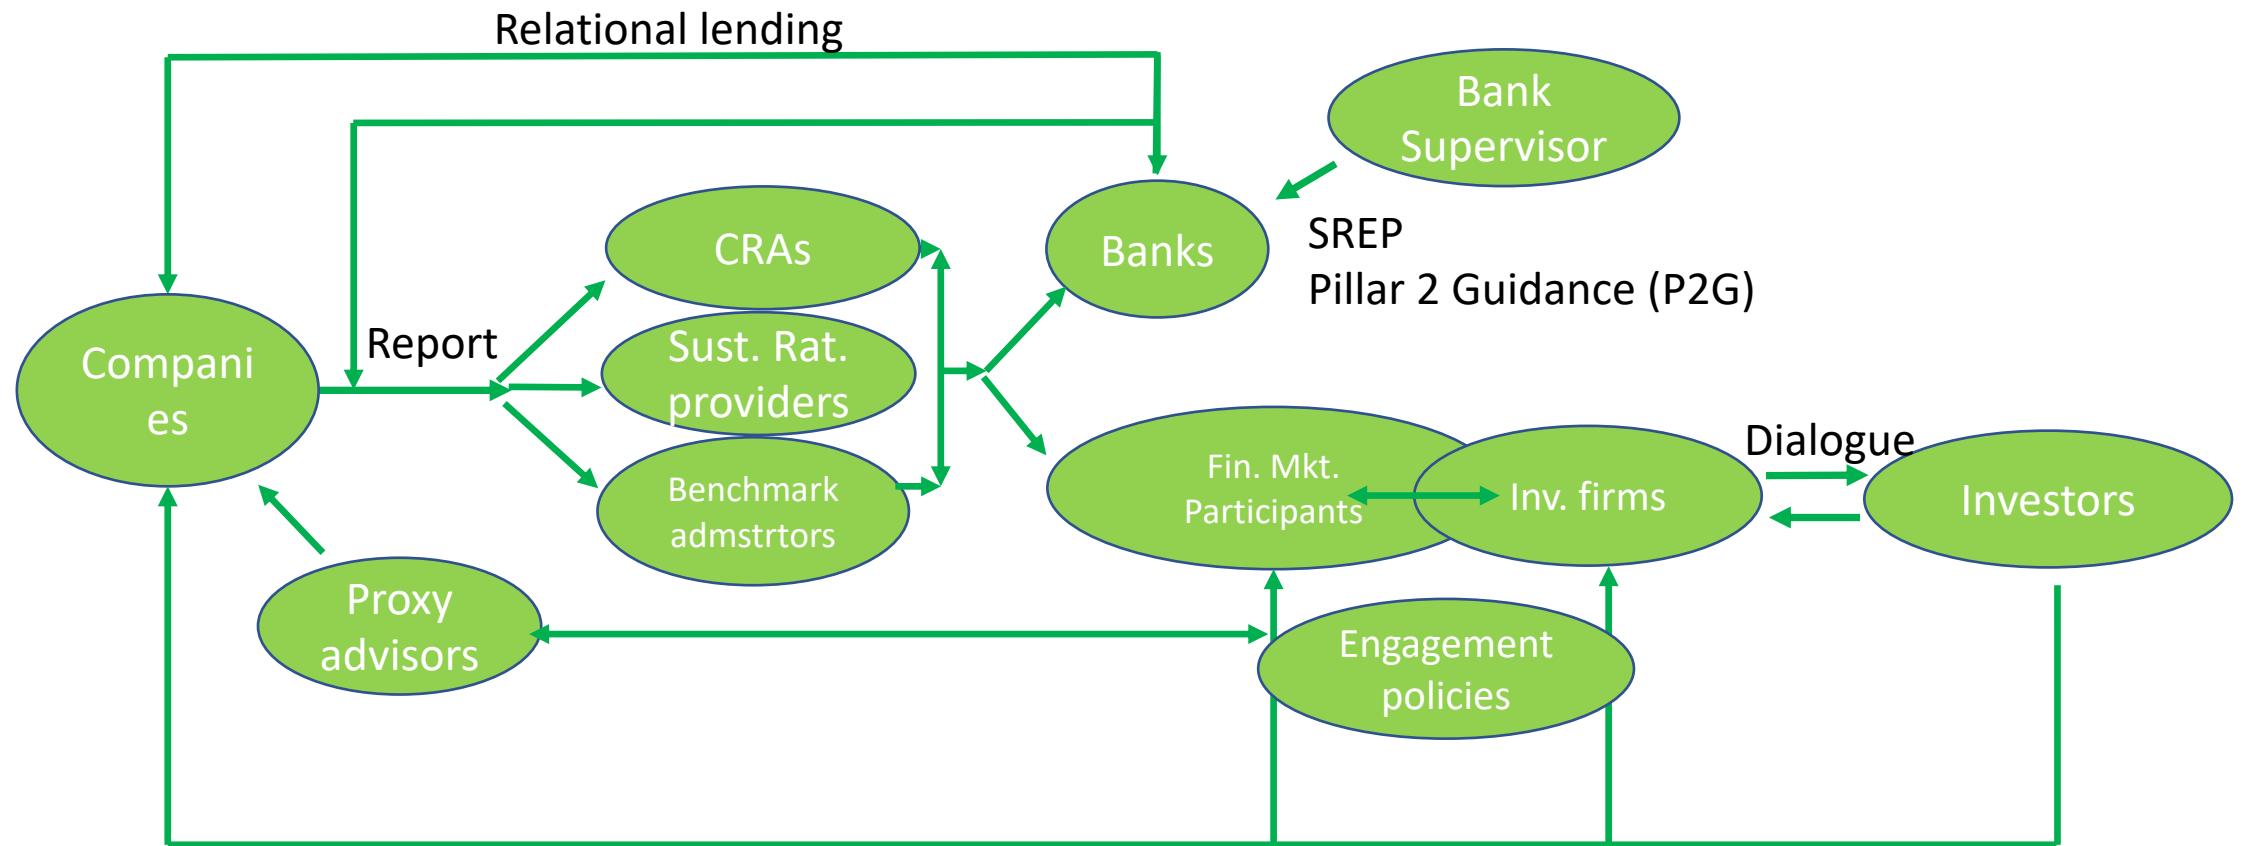 Relational lending
Bank
Supervisor
CRAs
Banks
SREP
Pillar 2 Guidance (P2G)
Report
Compani
es
Sust. Rat.
providers
Benchmark
admstrtors
Fin. Mkt.
Participants
Inv. firms
Dialogue
Investors
Proxy
advisors
Engagement
policies